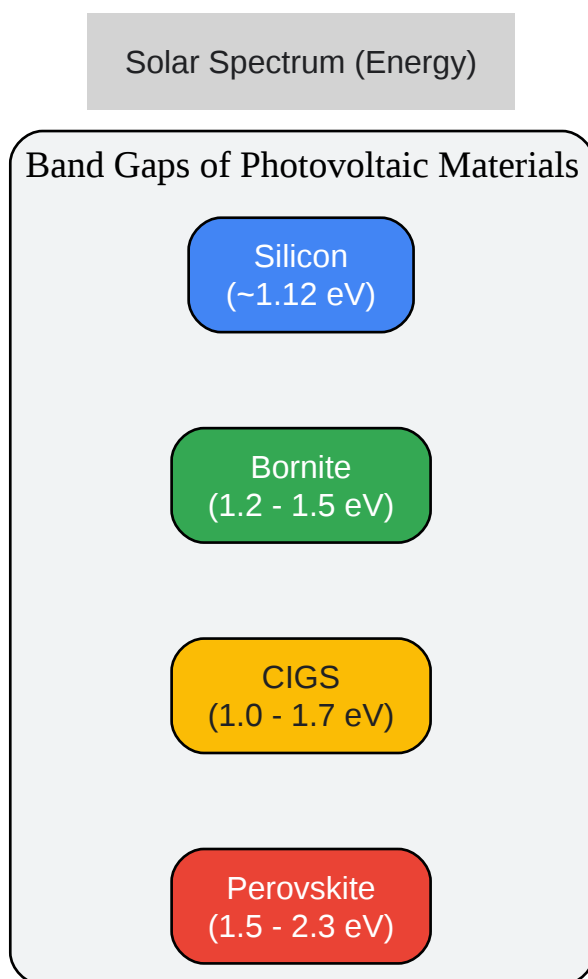 Solar Spectrum (Energy)
Band Gaps of Photovoltaic Materials
Silicon
(~1.12 eV)
Bornite
(1.2 - 1.5 eV)
CIGS
(1.0 - 1.7 eV)
Perovskite
(1.5 - 2.3 eV)